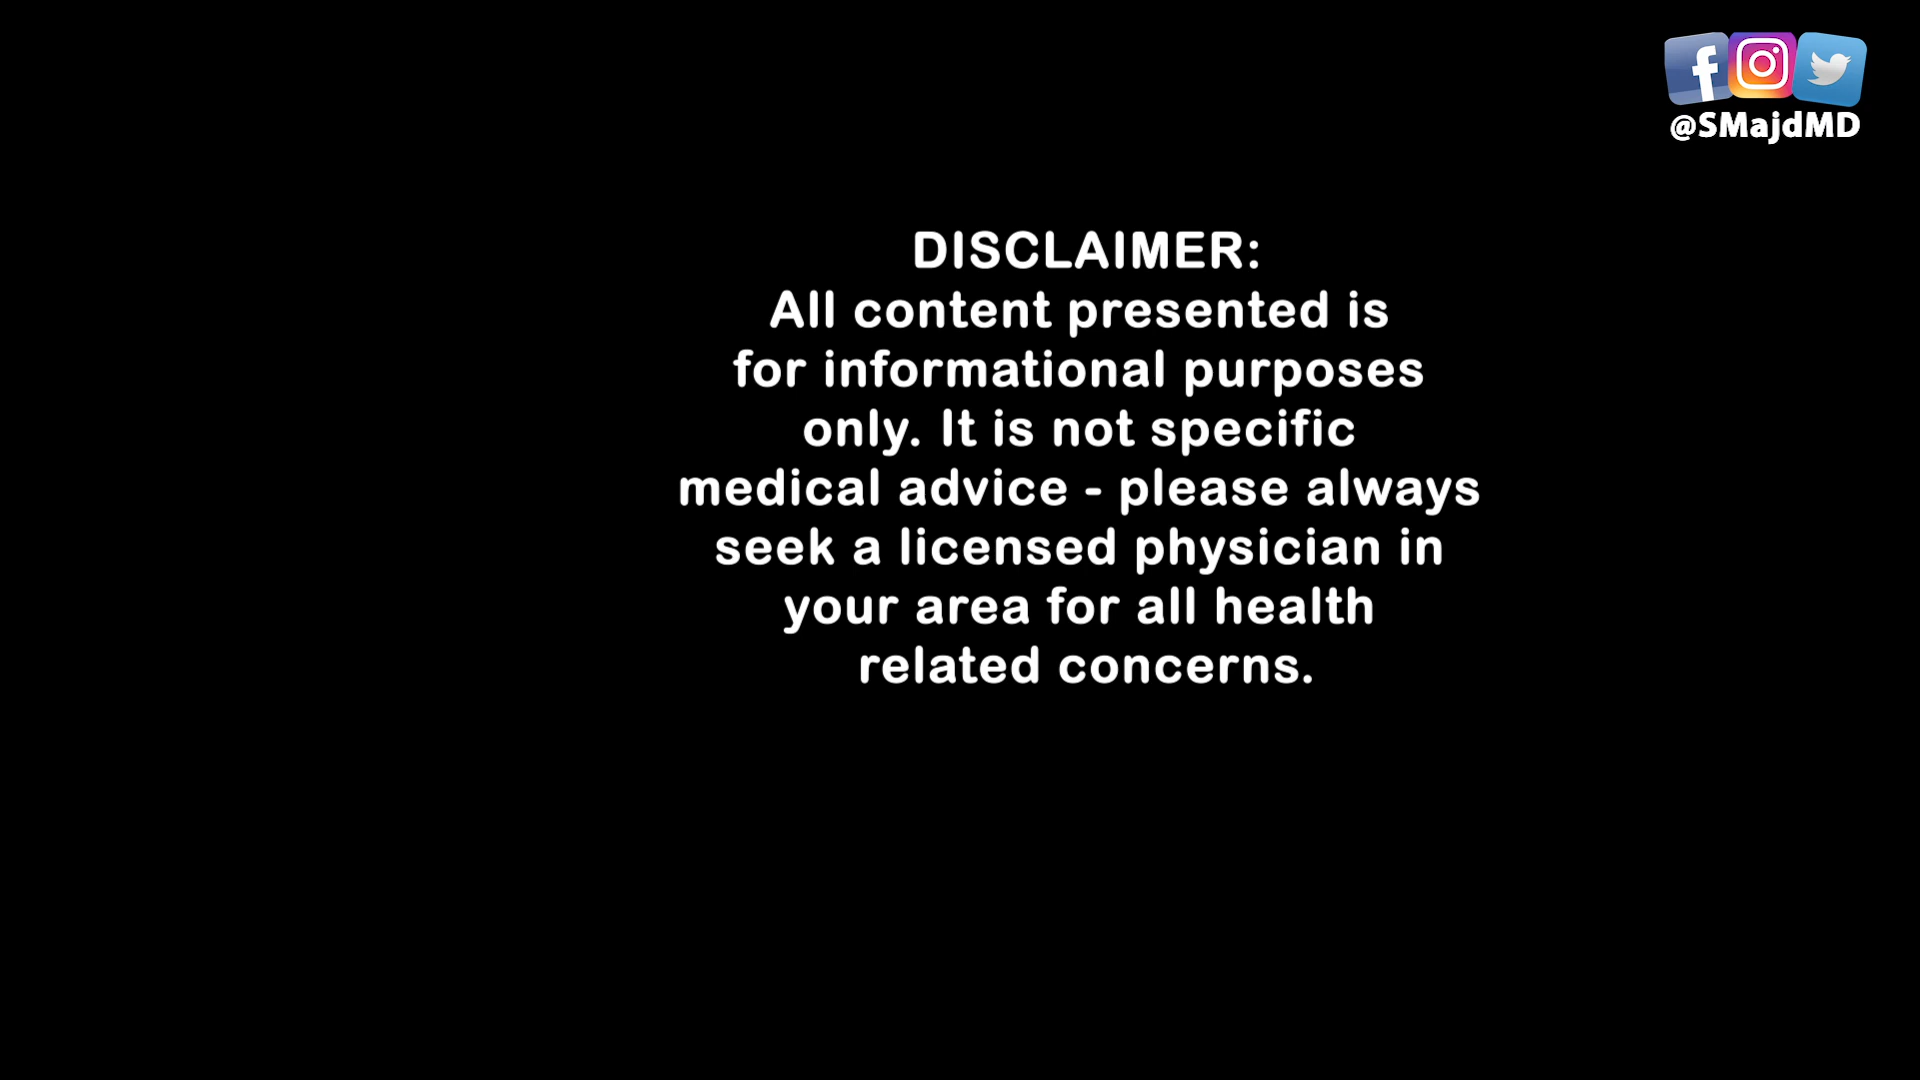 @SMajdMD
DISCLAIMER:
All content presented is
for informational purposes
only. It is not specific
medical advice - please always
seek a licensed physician in
your area for all health
related concerns.